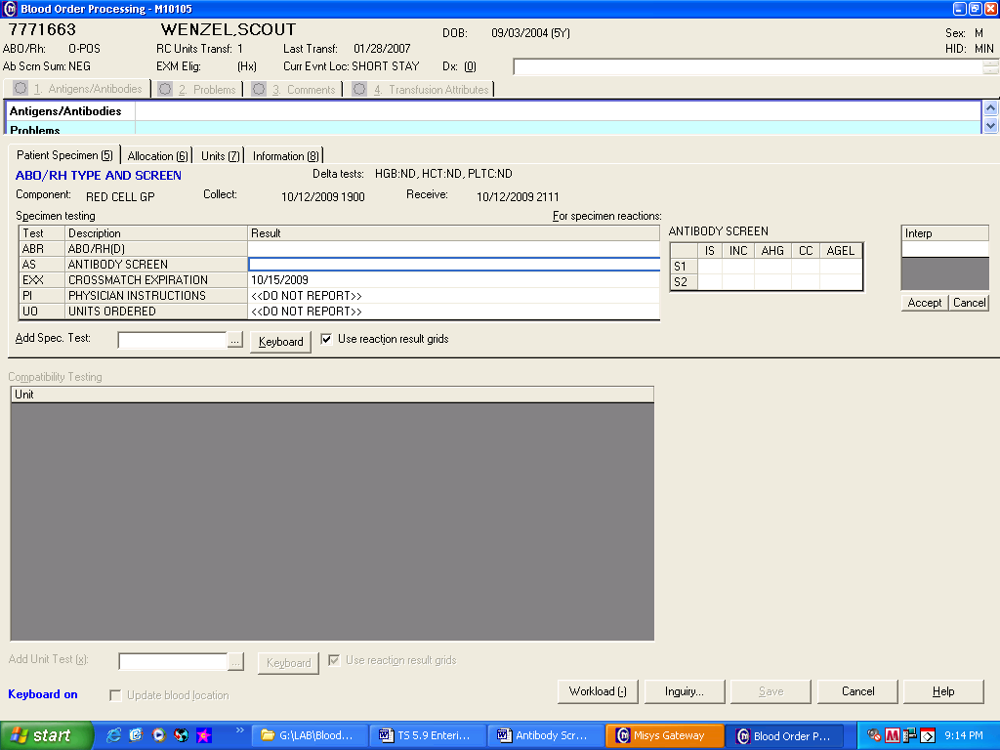 Blood Order Processing - M10105
7771663 WENZEL,SCOUT DOB: 09/03/2004 (5Y) Sex: M
ABO/Rh: O-POS RC Units Transf: 1 Last Transf: 01/28/2007 HID: MIN
Ab Scrn Sum: NEG EXM Elig: (Hx) Curr Evnt Loc: SHORT STAY Dx: (0)
1. Antigens/Antibodies 2. Problems 3. Comments 4. Transfusion Attributes
Antigens/Antibodies
Problems
Patient Specimen (5) Allocation (6) Units (7) Information (8)
ABO/RH TYPE AND SCREEN Delta tests: HGB:ND, HCT:ND, PLTC:ND
Component: RED CELL GP Collect: 10/12/2009 1900 Receive: 10/12/2009 2111
Specimen testing For specimen reactions:
Test Description Result ANTIBODY SCREEN Interp
ABR ABO/RH(D) IS INC AHG CC AGEL
AS ANTIBODY SCREEN S1
EXX CROSSMATCH EXPIRATION 10/15/2009 S2
PI PHYSICIAN INSTRUCTIONS <<DO NOT REPORT>>
UO UNITS ORDERED <<DO NOT REPORT>> Accept Cancel
Add Spec. Test: ... Keyboard Use reaction result grids
Compatibility Testing
Unit
Add Unit Test (x): ... Keyboard Use reaction result grids
Keyboard on Update blood location Workload (-) Inquiry... Save Cancel Help
start » G:\LAB\Blood... TS 5.9 Enteri... Antibody Scr... Misys Gateway Blood Order P... 9:14 PM